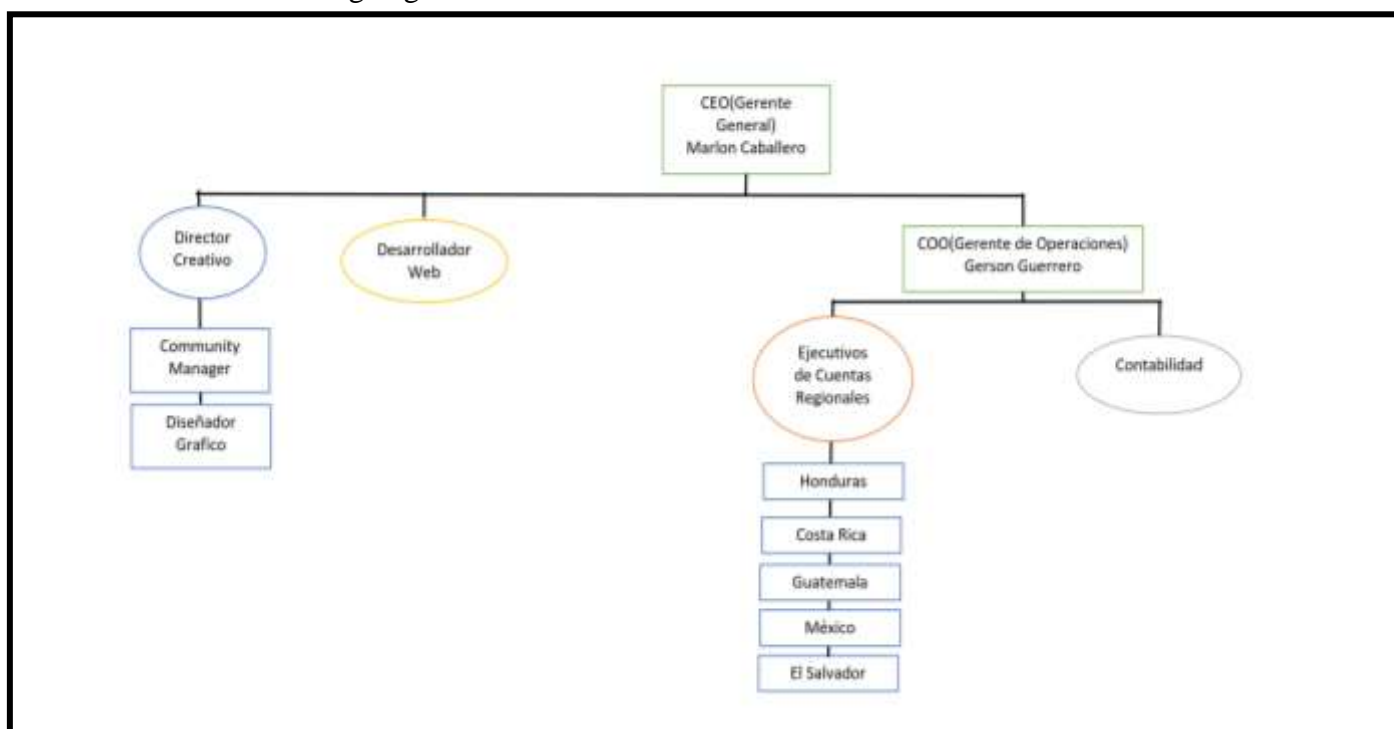 CEO(Gerente
General)
Marlon Caballero
Director
Creativo
Desarrollador
Web
COO(Gerente de Operaciones)
Gerson Guerrero
Community
Manager
Diseñador
Grafico
Ejecutivos
de Cuentas
Regionales
Contabilidad
Honduras
Costa Rica
Guatemala
México
El Salvador